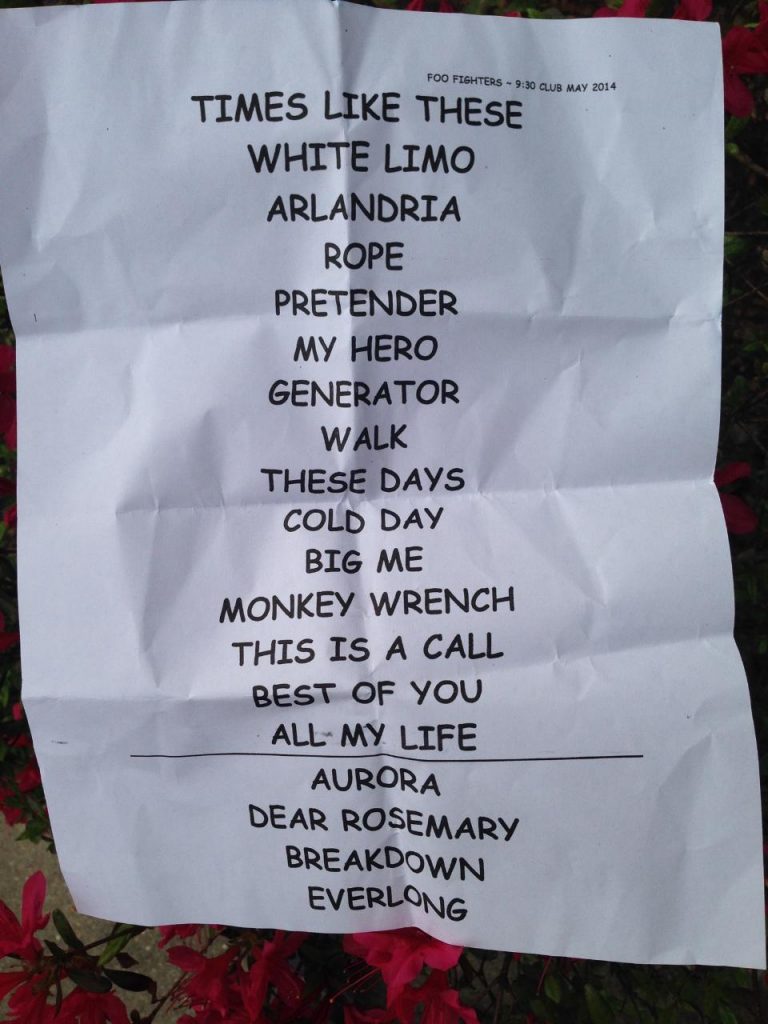 FOO FIGHTERS ~ 9:30 CLUB MAY 2014
TIMES LIKE THESE
WHITE LIMO
ARLANDRIA
ROPE
PRETENDER
MY HERO
GENERATOR
WALK
THESE DAYS
COLD DAY
BIG ME
MONKEY WRENCH
THIS IS A CALL
BEST OF YOU
ALL MY LIFE
AURORA
DEAR ROSEMARY
BREAKDOWN
EVERLONG